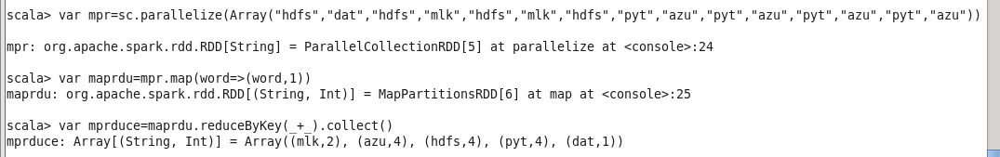 scala> var mpr=sc.parallelize(Array("hdfs","dat","hdfs","mlk","hdfs","mlk","hdfs","pyt","azu","pyt","azu","pyt","azu","pyt","azu"))
mpr: org.apache.spark.rdd.RDD[String] = ParallelCollectionRDD[5] at parallelize at <console>:24
scala> var maprdu=mpr.map(word=>(word,1))
maprdu: org.apache.spark.rdd.RDD[(String, Int)] = MapPartitionsRDD[6] at map at <console>:25
scala> var mprduce=maprdu.reduceByKey(_+_).collect()
mprduce: Array[(String, Int)] = Array((mlk,2), (azu,4), (hdfs,4), (pyt,4), (dat,1))